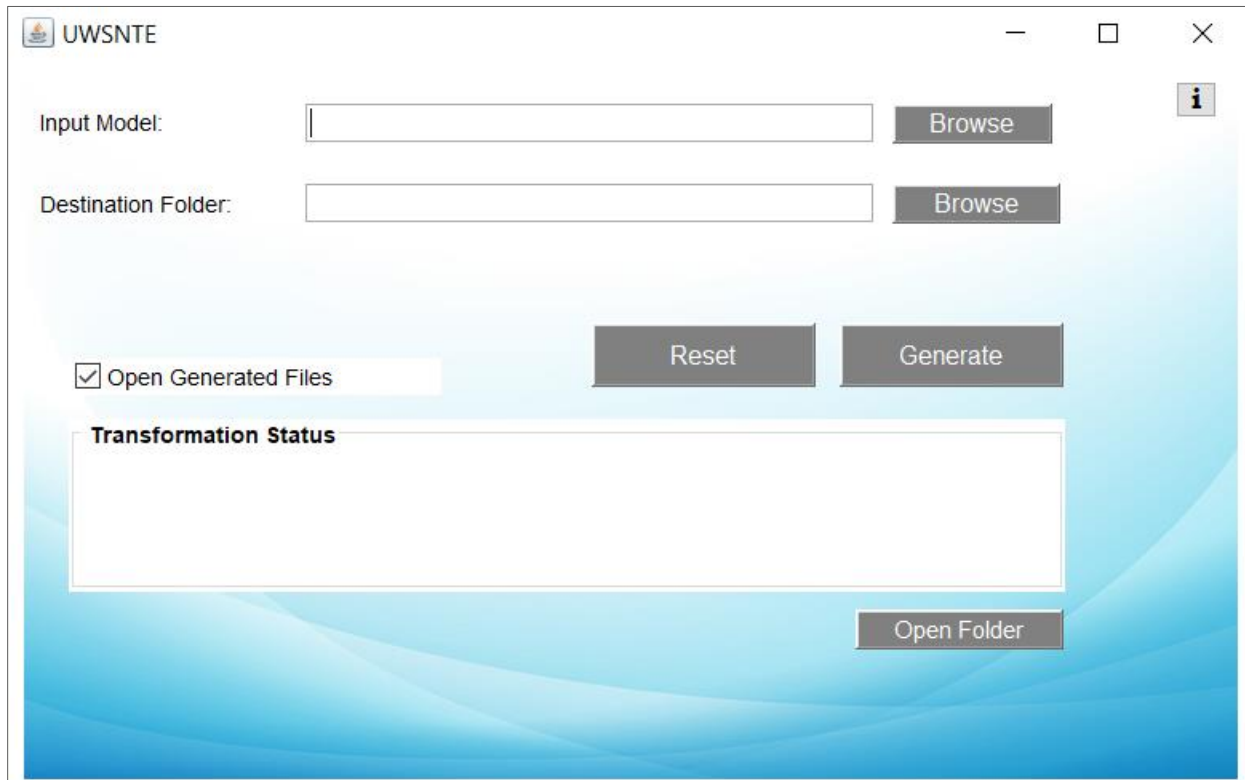 UWSNTE
i
Input Model:
Browse
Destination Folder:
Browse
Reset
Generate
Open Generated Files
Transformation Status
Open Folder